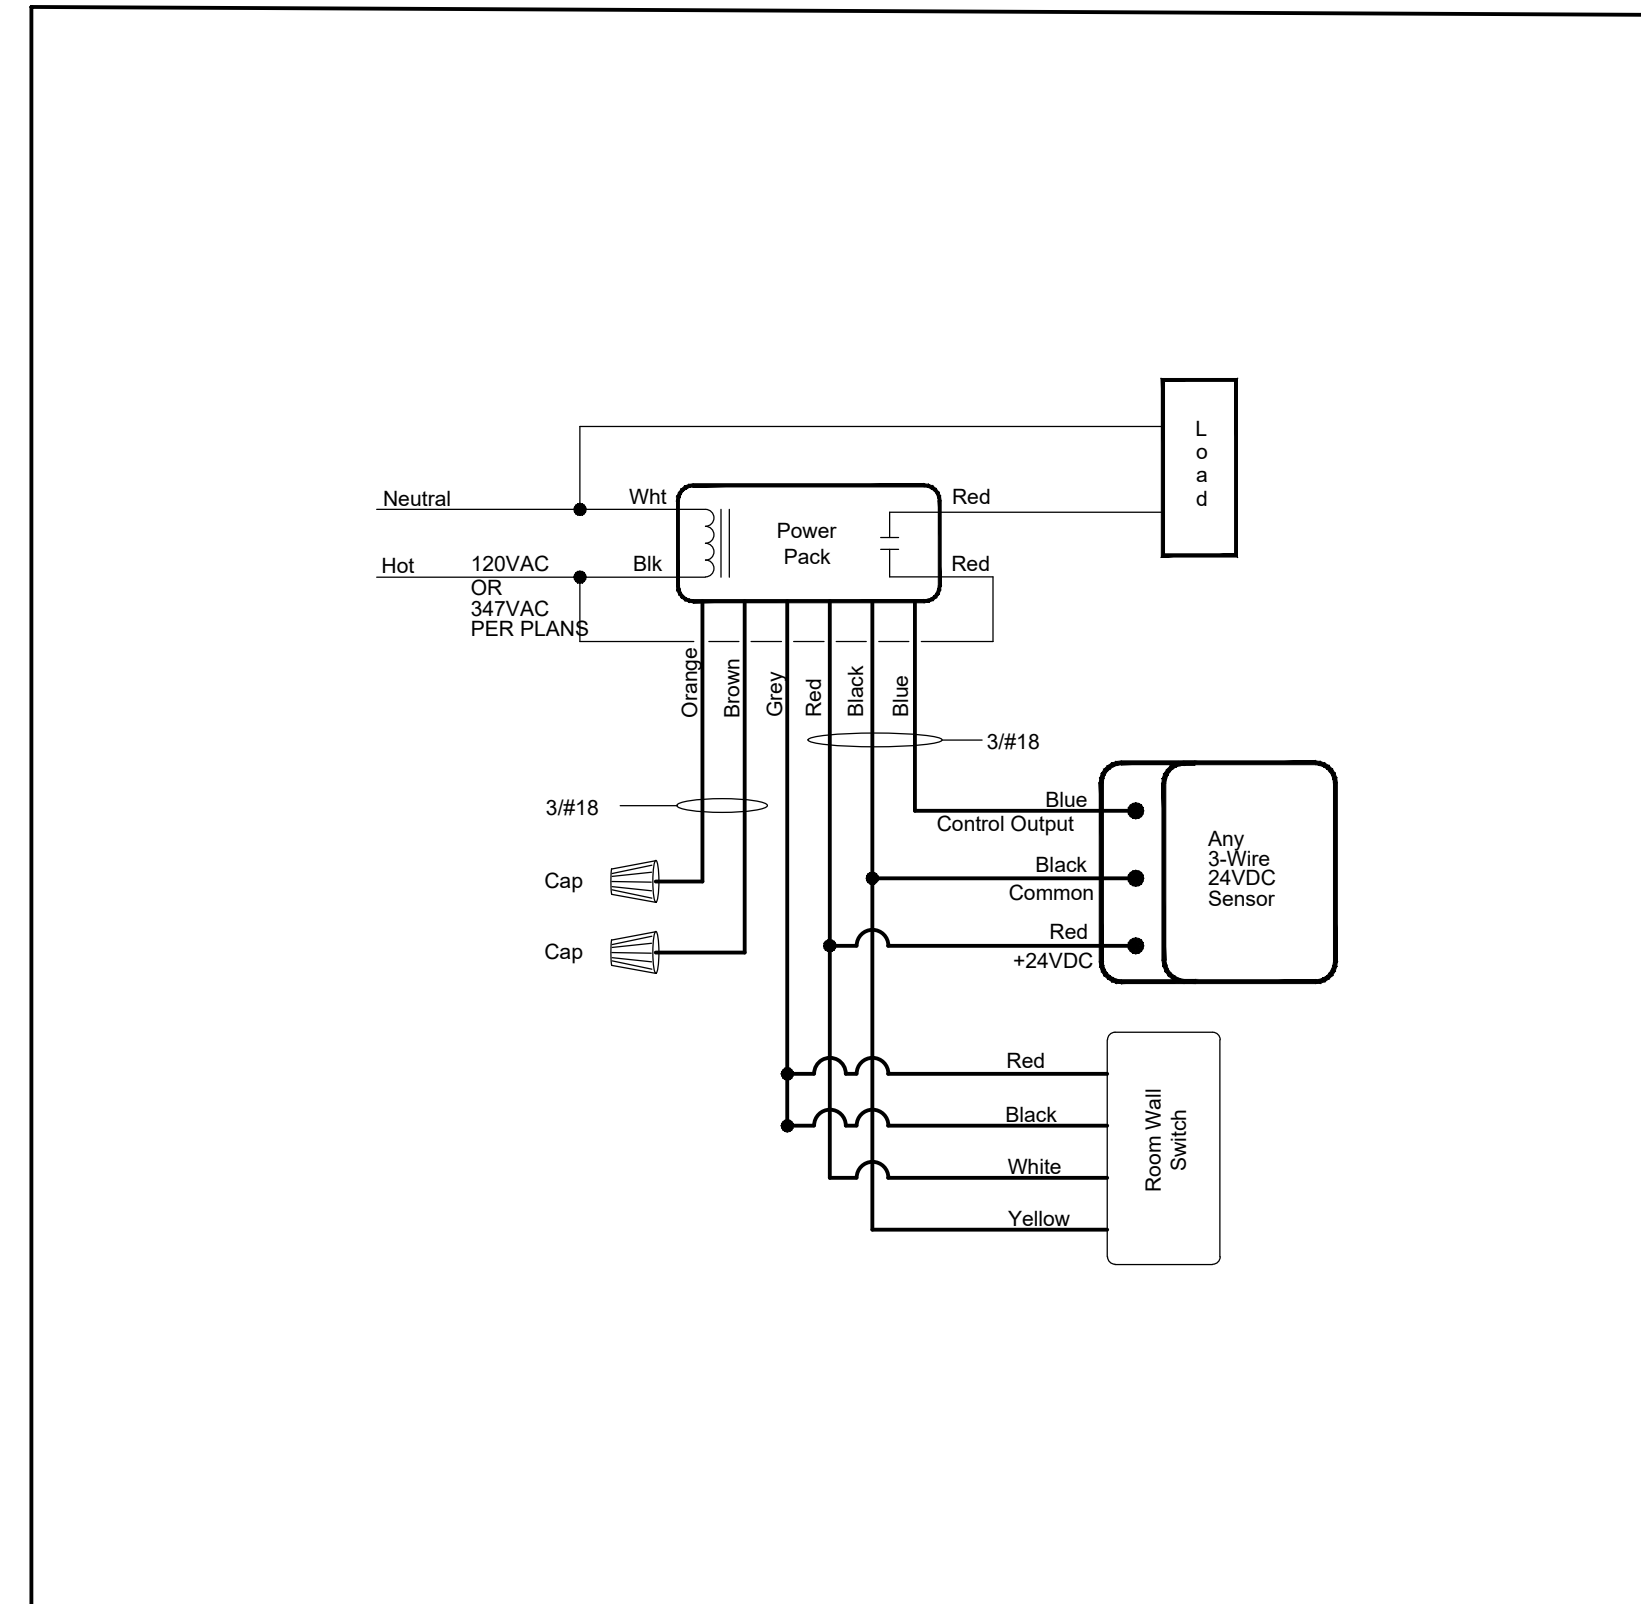 L
o
a
d
Neutral
Wht
Red
Power
Pack
Hot
120VAC
Blk
Red
OR
347VAC
PER PLANS
Orange
Brown
Grey
Red
Black
Blue
3/#18
3/#18
Blue
Control Output
Any
3-Wire
24VDC
Sensor
Black
Common
Cap
Red
+24VDC
Cap
Red
Black
White
Yellow
Room Wall
Switch